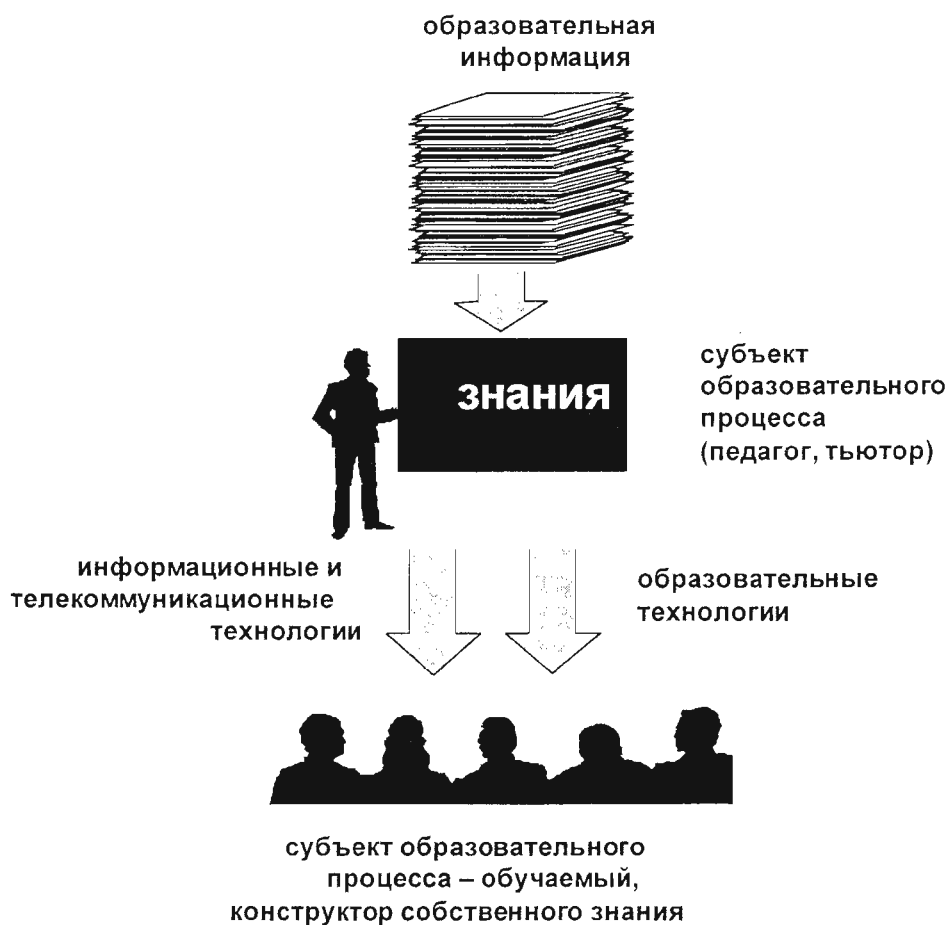 образовательная
информация
знания
субъект
образовательного
процесса
(педагог, тьютор)
информационные и
телекоммуникационные
технологии
образовательные
технологии
субъект образовательного
процесса – обучаемый,
конструктор собственного знания